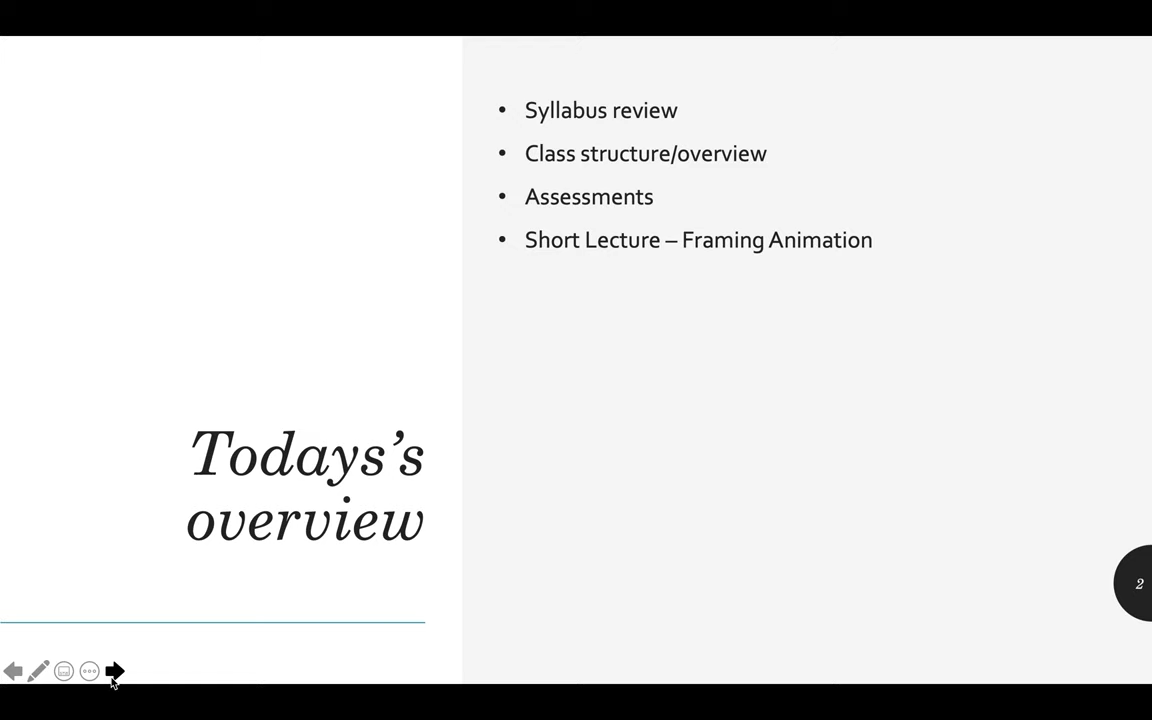 Todays’s
overview
• Syllabus review
• Class structure/overview
• Assessments
• Short Lecture – Framing Animation
2